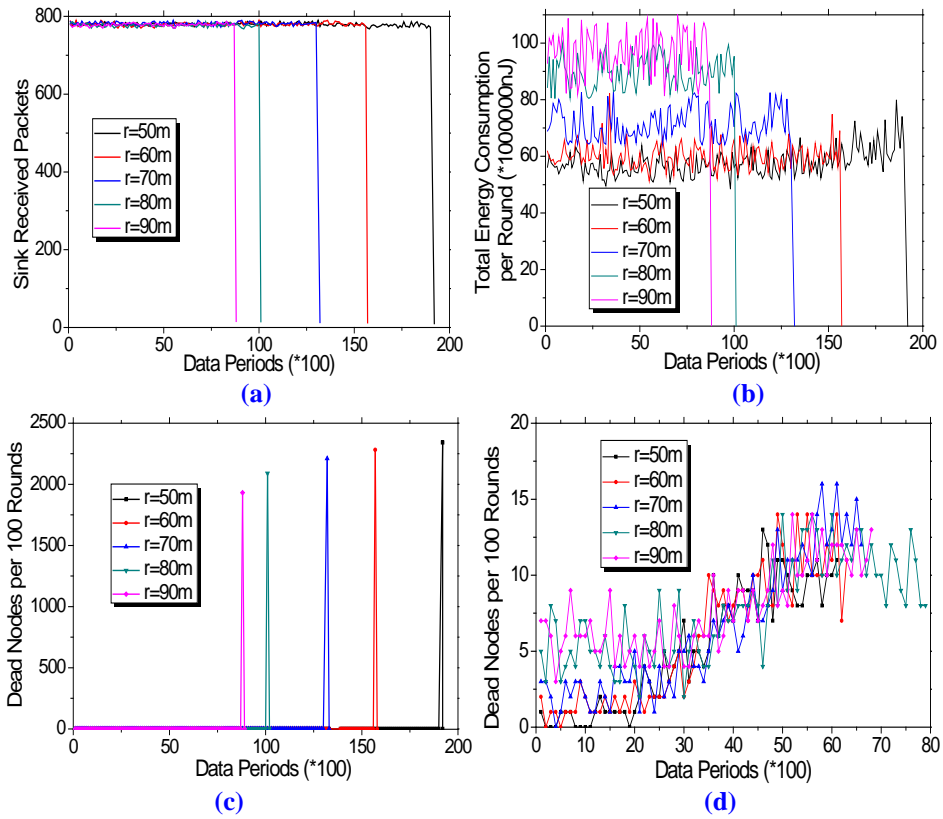 800
600
400
200
0
Sink Received Packets
r=50m
r=60m
r=70m
r=80m
r=90m
0 50 100 150 200
Data Periods (*100)
(a)
100
80
60
40
20
0
Total Energy Consumption
per Round (*1000000nJ)
r=50m
r=60m
r=70m
r=80m
r=90m
0 50 100 150 200
Data Periods (*100)
(b)
2500
2000
1500
1000
500
0
Dead Nodes per 100 Rounds
r=50m
r=60m
r=70m
r=80m
r=90m
0 50 100 150 200
Data Periods (*100)
(c)
20
15
10
5
0
Dead Nodes per 100 Rounds
r=50m
r=60m
r=70m
r=80m
r=90m
0 10 20 30 40 50 60 70 80
Data Periods (*100)
(d)